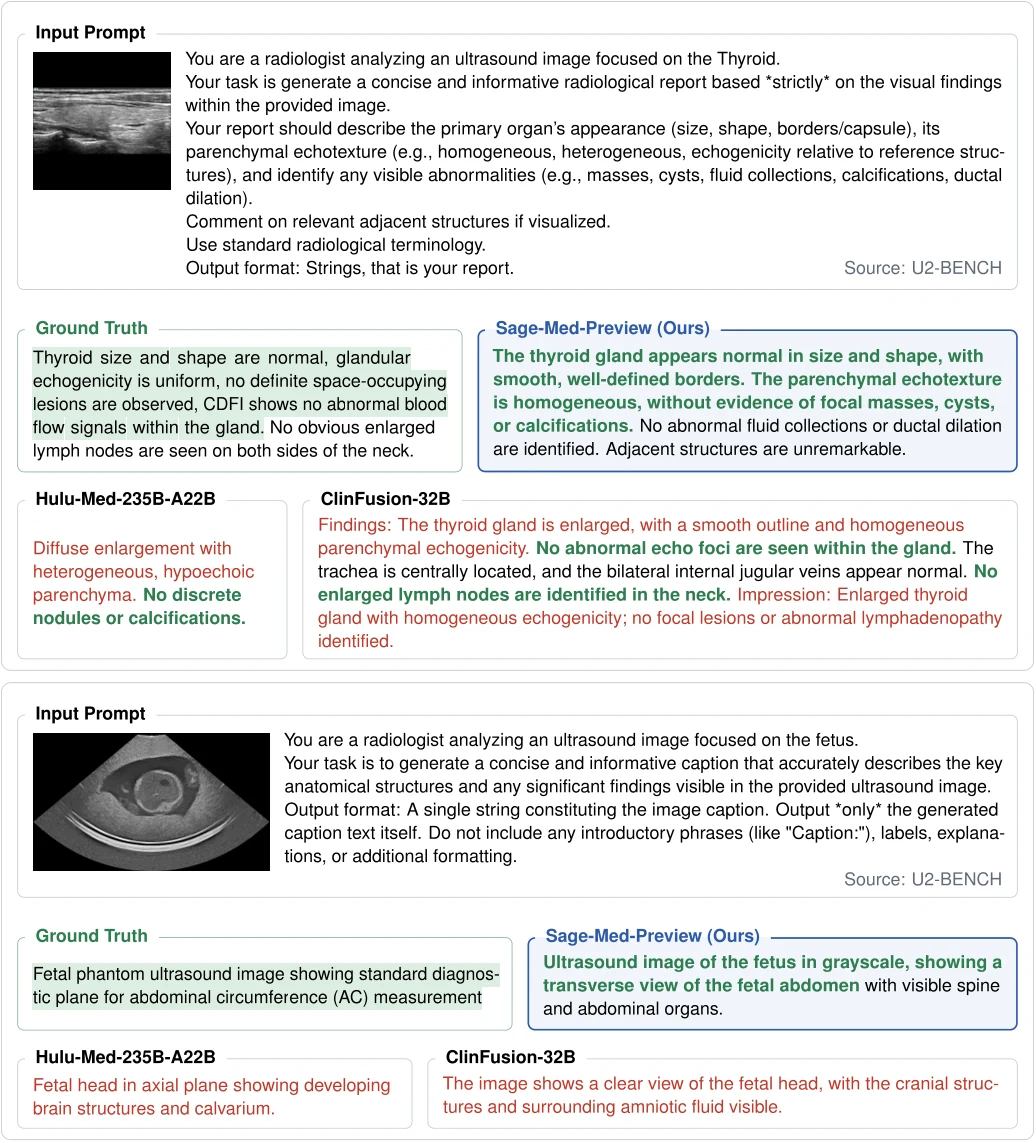 Input Prompt
You are a radiologist analyzing an ultrasound image focused on the Thyroid.
Your task is generate a concise and informative radiological report based *strictly* on the visual findings
within the provided image.
Your report should describe the primary organ's appearance (size, shape, borders/capsule), its
parenchymal echotexture (e.g., homogeneous, heterogeneous, echogenicity relative to reference struc-
tures), and identify any visible abnormalities (e.g., masses, cysts, fluid collections, calcifications, ductal
dilation).
Comment on relevant adjacent structures if visualized.
Use standard radiological terminology.
Output format: Strings, that is your report.
Source: U2-BENCH
Ground Truth
Thyroid size and shape are normal, glandular
echogenicity is uniform, no definite space-occupying
lesions are observed, CDFI shows no abnormal blood
flow signals within the gland. No obvious enlarged
lymph nodes are seen on both sides of the neck.
Sage-Med-Preview (Ours)
The thyroid gland appears normal in size and shape, with
smooth, well-defined borders. The parenchymal echotexture
is homogeneous, without evidence of focal masses, cysts,
or calcifications. No abnormal fluid collections or ductal dilation
are identified. Adjacent structures are unremarkable.
Hulu-Med-235B-A22B
Diffuse enlargement with
heterogeneous, hypoechoic
parenchyma. No discrete
nodules or calcifications.
ClinFusion-32B
Findings: The thyroid gland is enlarged, with a smooth outline and homogeneous
parenchymal echogenicity. No abnormal echo foci are seen within the gland. The
trachea is centrally located, and the bilateral internal jugular veins appear normal. No
enlarged lymph nodes are identified in the neck. Impression: Enlarged thyroid
gland with homogeneous echogenicity; no focal lesions or abnormal lymphadenopathy
identified.
Input Prompt
You are a radiologist analyzing an ultrasound image focused on the fetus.
Your task is to generate a concise and informative caption that accurately describes the key
anatomical structures and any significant findings visible in the provided ultrasound image.
Output format: A single string constituting the image caption. Output *only* the generated
caption text itself. Do not include any introductory phrases (like "Caption:"), labels, explana-
tions, or additional formatting.
Source: U2-BENCH
Ground Truth
Fetal phantom ultrasound image showing standard diagnos-
tic plane for abdominal circumference (AC) measurement
Sage-Med-Preview (Ours)
Ultrasound image of the fetus in grayscale, showing a
transverse view of the fetal abdomen with visible spine
and abdominal organs.
Hulu-Med-235B-A22B
Fetal head in axial plane showing developing
brain structures and calvarium.
ClinFusion-32B
The image shows a clear view of the fetal head, with the cranial struc-
tures and surrounding amniotic fluid visible.